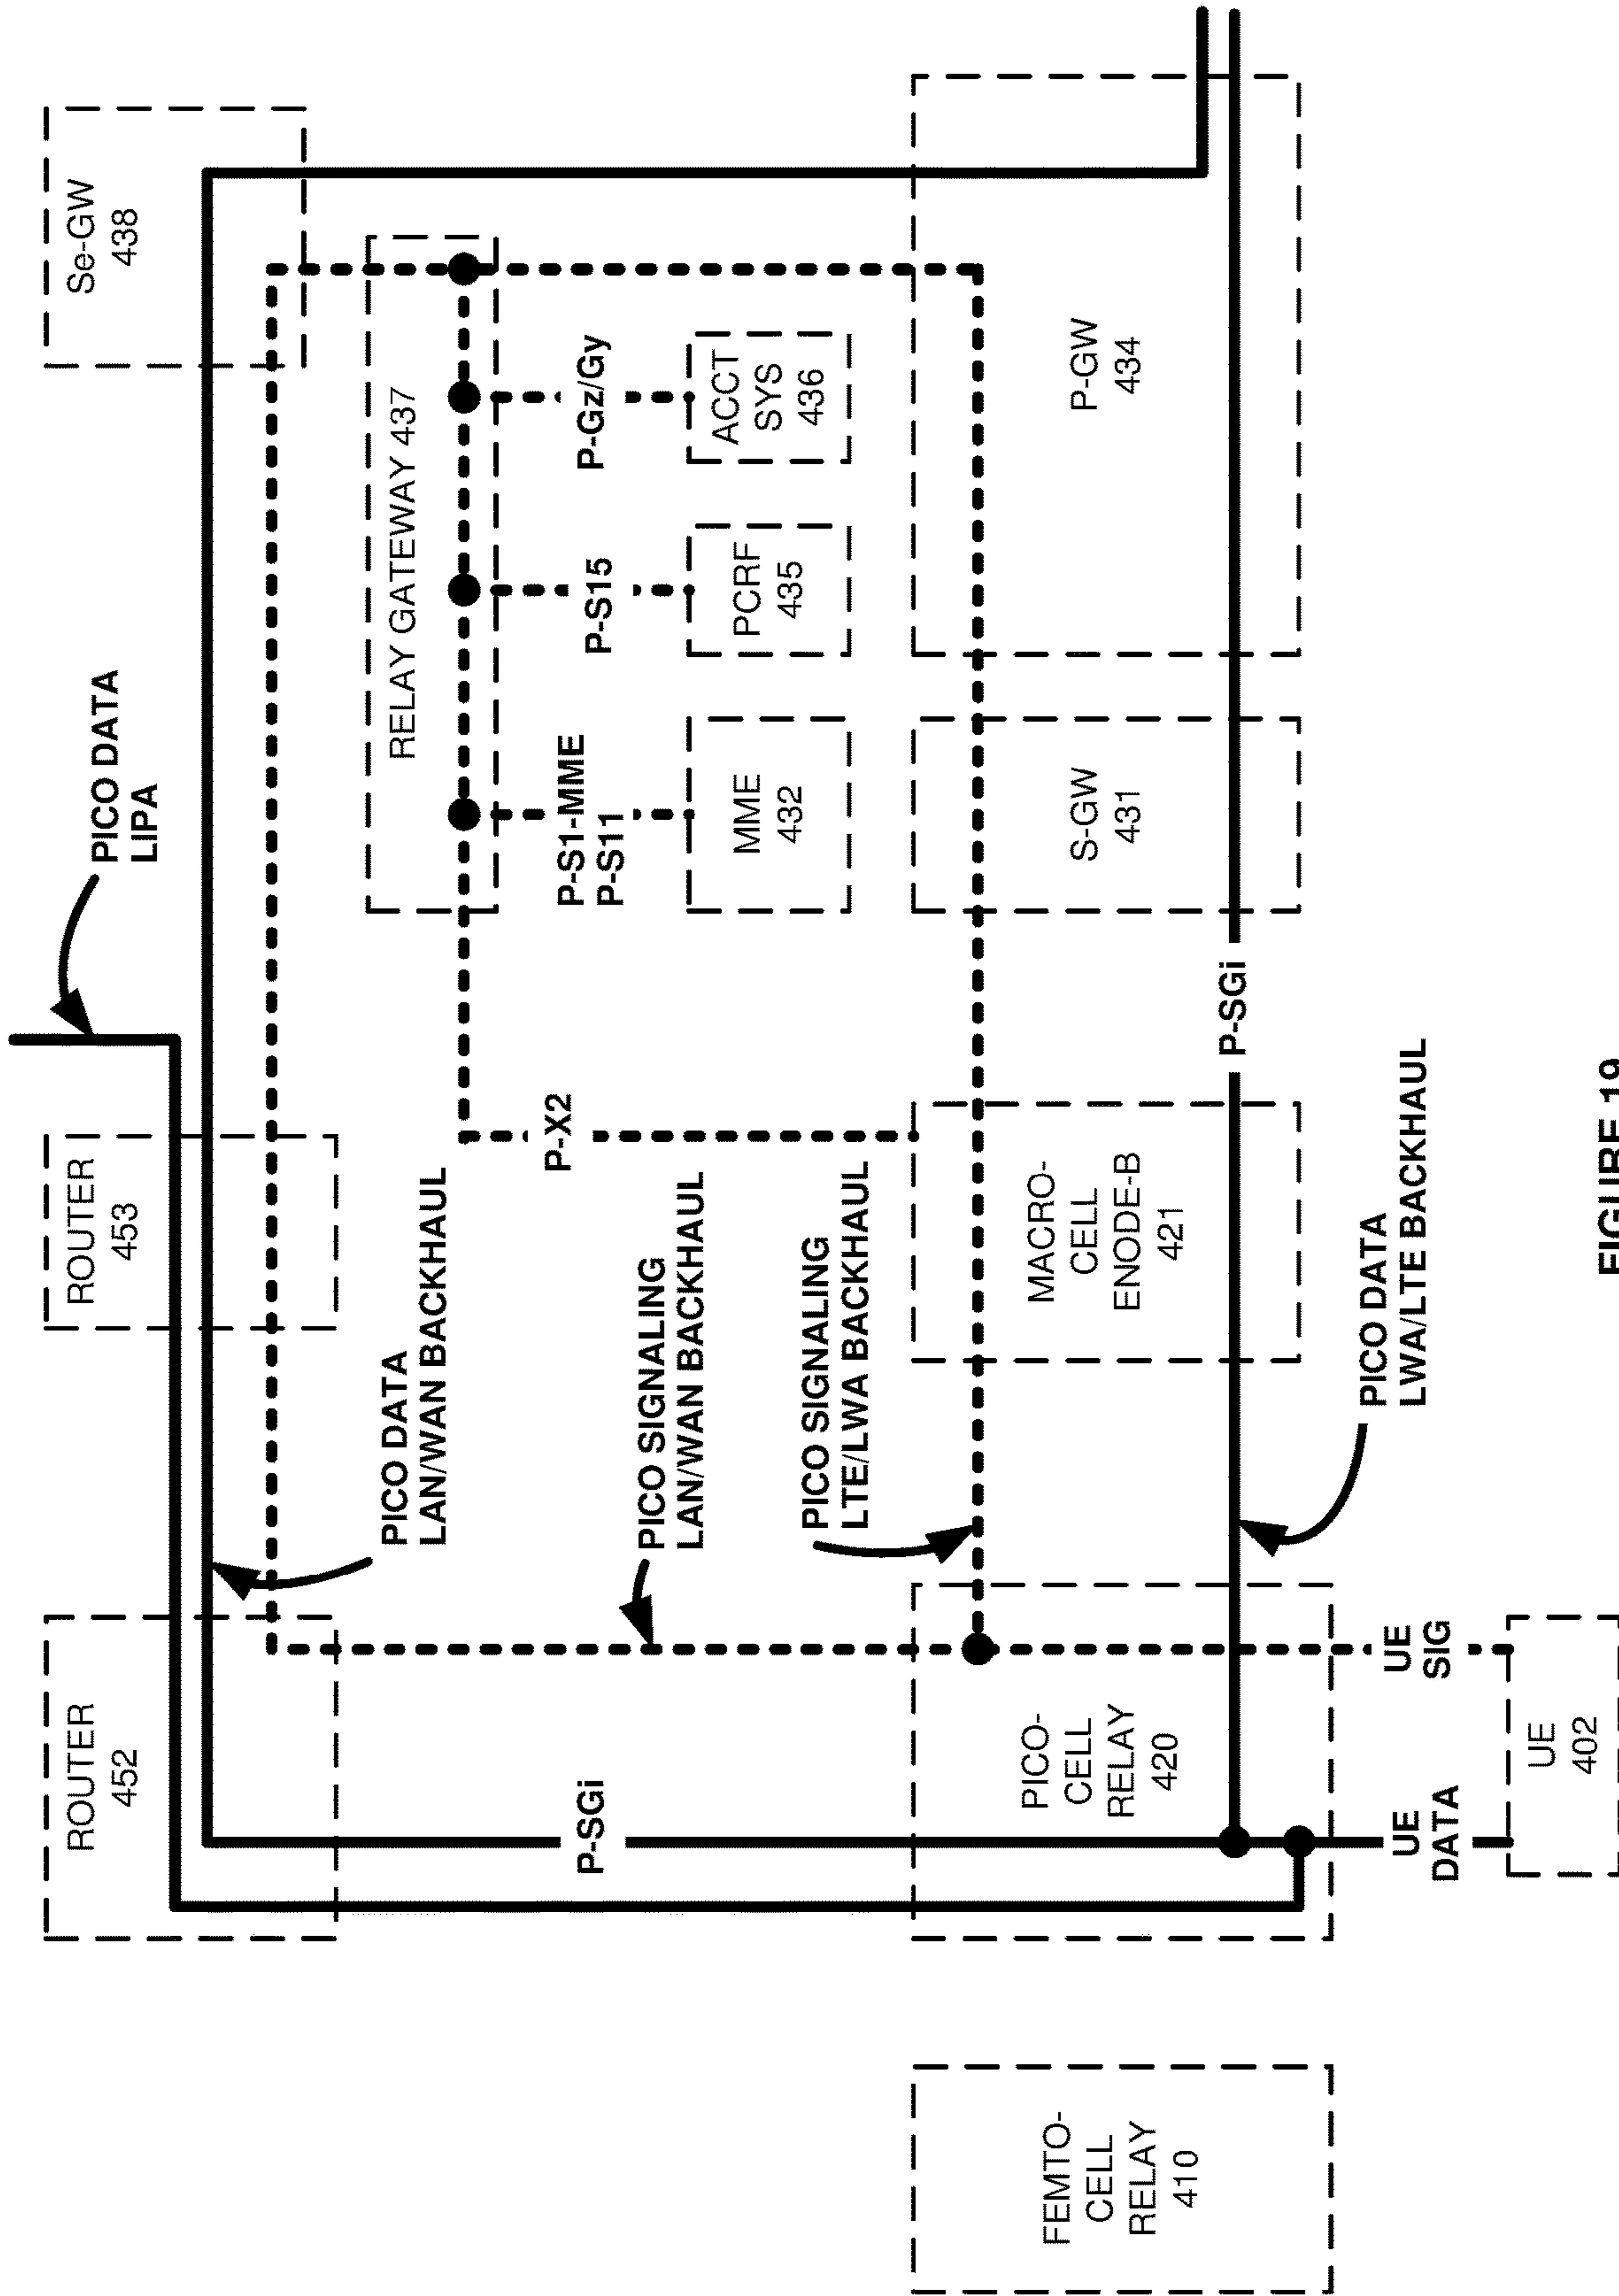 ROUTER
452
ROUTER
453
Se-GW
438
PICO DATA
LIPA
PICO DATA
LAN/WAN BACKHAUL
RELAY GATEWAY 437
P-SGi
PICO SIGNALING
LAN/WAN BACKHAUL
P-X2
P-S1-MME
P-S11
P-S15
P-Gz/Gy
PICO SIGNALING
LTE/LWA BACKHAUL
MME
432
PCRF
435
ACCT
SYS
436
FEMTO-
CELL
RELAY
410
PICO-
CELL
RELAY
420
MACRO-
CELL
ENODE-B
421
S-GW
431
P-GW
434
P-SGi
UE
DATA
UE
SIG
PICO DATA
LWA/LTE BACKHAUL
UE
402
FIGURE 19